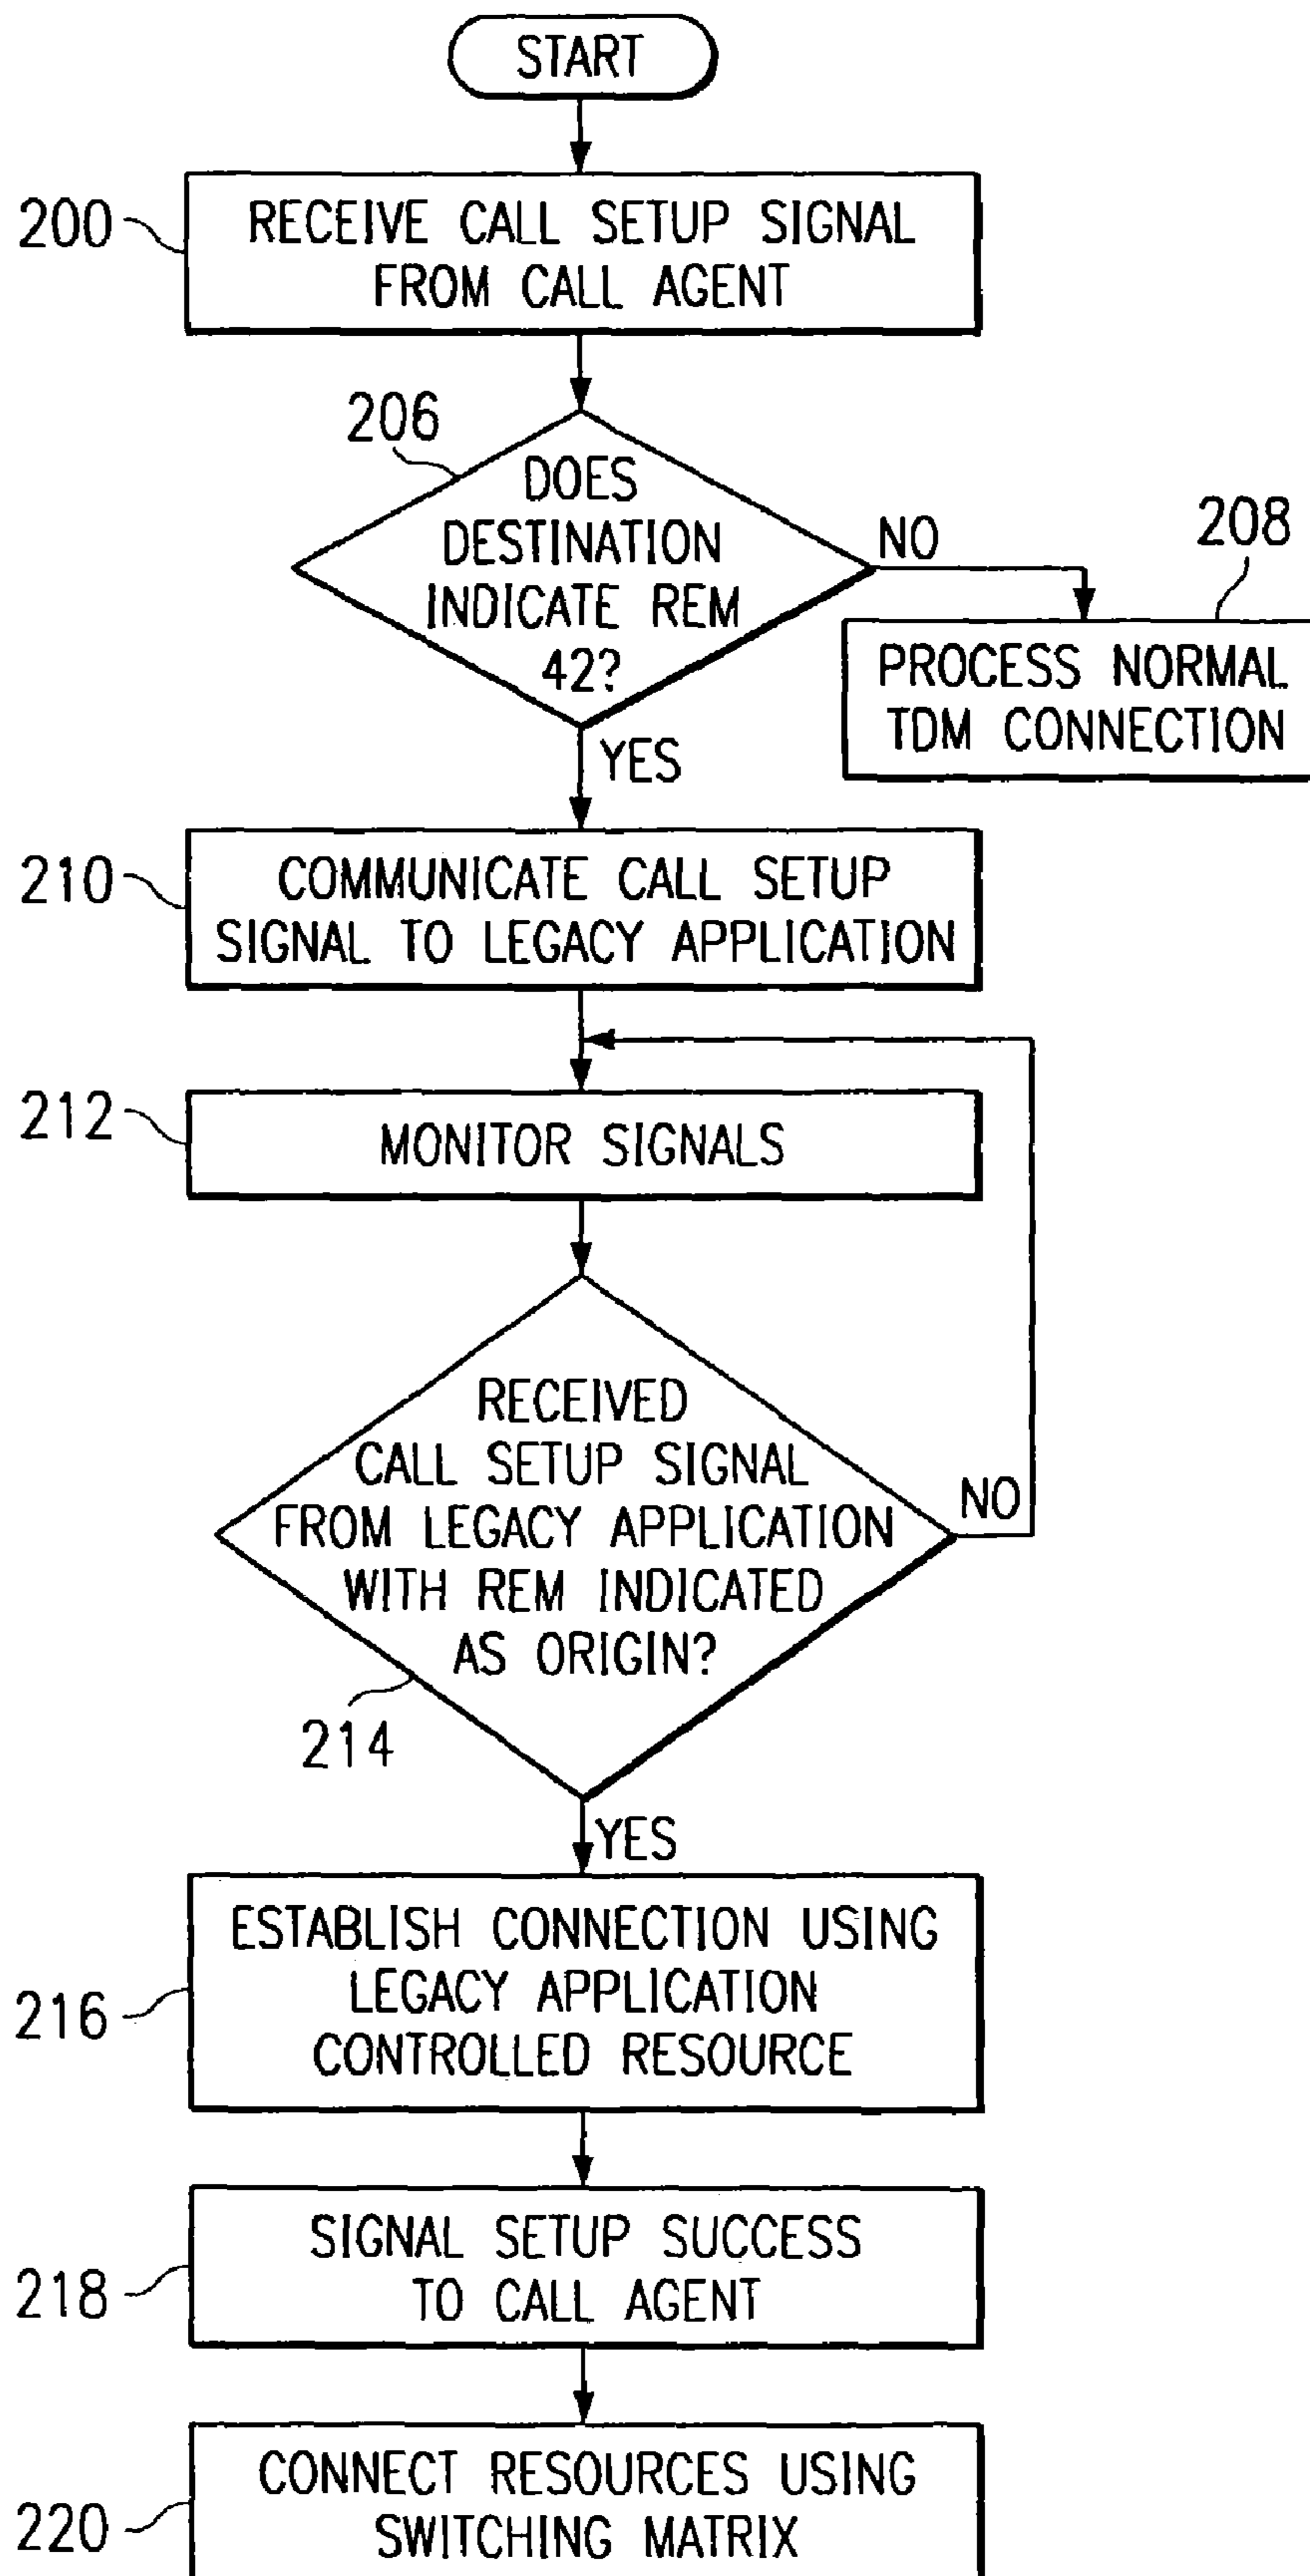 START
200
RECEIVE CALL SETUP SIGNAL
FROM CALL AGENT
206
DOES
DESTINATION
INDICATE REM
42?
NO
208
PROCESS NORMAL
TDM CONNECTION
YES
210
COMMUNICATE CALL SETUP
SIGNAL TO LEGACY APPLICATION
212
MONITOR SIGNALS
RECEIVED
CALL SETUP SIGNAL
FROM LEGACY APPLICATION
WITH REM INDICATED
AS ORIGIN?
NO
214
YES
216
ESTABLISH CONNECTION USING
LEGACY APPLICATION
CONTROLLED RESOURCE
218
SIGNAL SETUP SUCCESS
TO CALL AGENT
220
CONNECT RESOURCES USING
SWITCHING MATRIX